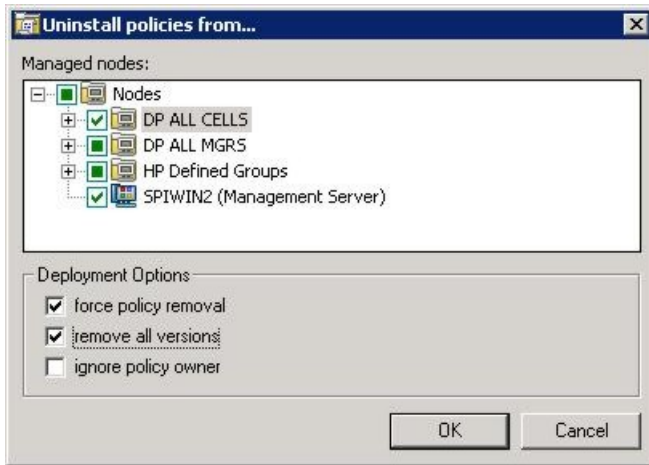 Uninstall policies from...
Managed nodes:
Nodes
DP ALL CELLS
DP ALL MGRS
HP Defined Groups
SPIWIN2 (Management Server)
Deployment Options
force policy removal
remove all versions
ignore policy owner
OK Cancel